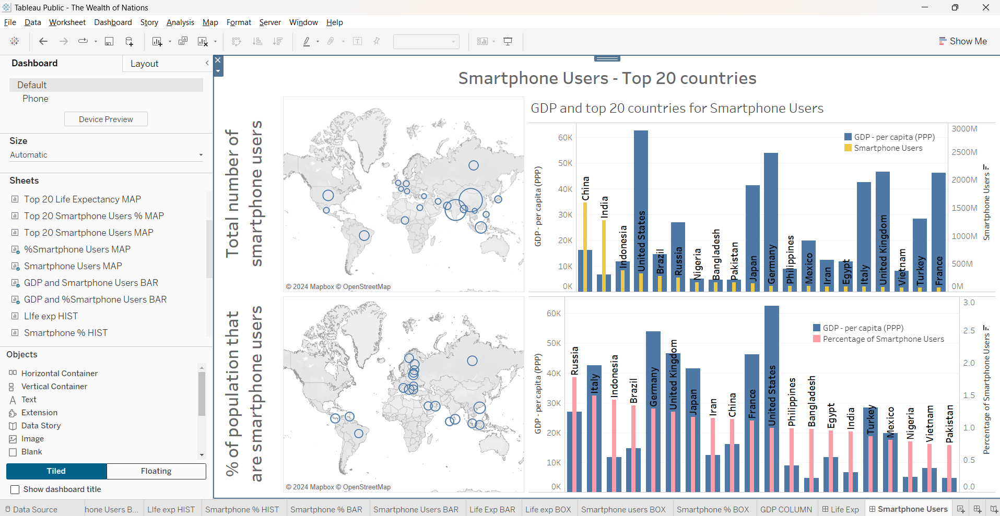 Tableau Public - The Wealth of Nations
File Data Worksheet Dashboard Story Analysis Map Format Server Window Help
Show Me
Dashboard
Layout
Default
Phone
Device Preview
Size
Automatic
Sheets
Top 20 Life Expectancy MAP
Top 20 Smartphone Users % MAP
Top 20 Smartphone Users MAP
%Smartphone Users MAP
Smartphone Users MAP
GDP and Smartphone Users BAR
GDP and %Smartphone Users BAR
LIfe exp HIST
Smartphone % HIST
Objects
Horizontal Container
Vertical Container
Text
Extension
Data Story
Image
Blank
Tiled
Floating
Show dashboard title
Smartphone Users - Top 20 countries
Total number of
smartphone users
© 2024 Mapbox © OpenStreetMap
GDP and top 20 countries for Smartphone Users
GDP - per capita (PPP)
60K
50K
40K
30K
20K
10K
0K
China
India
Indonesia
United States
Brazil
Russia
Nigeria
Bangladesh
Pakistan
Japan
Germany
Philippines
Mexico
Iran
Egypt
Italy
United Kingdom
Vietnam
Turkey
France
GDP - per capita (PPP)
Smartphone Users
3000M
2500M
2000M
1500M
1000M
500M
0M
Smartphone Users
% of population that
are smartphone users
© 2024 Mapbox © OpenStreetMap
GDP - per capita (PPP)
60K
50K
40K
30K
20K
10K
0K
Russia
Italy
Indonesia
Brazil
Germany
United Kingdom
Japan
Iran
China
France
United States
Philippines
Bangladesh
Egypt
India
Turkey
Mexico
Nigeria
Vietnam
Pakistan
GDP - per capita (PPP)
Percentage of Smartphone Users
3.0
2.5
2.0
1.5
1.0
0.5
0.0
Percentage of Smartphone Users
Data Source
hone Users B...
LIfe exp HIST
Smartphone % HIST
Smartphone % BAR
Smartphone Users BAR
Life Exp BAR
Life exp BOX
Smartphone users BOX
Smartphone % BOX
GDP COLUMN
Life Exp
Smartphone Users